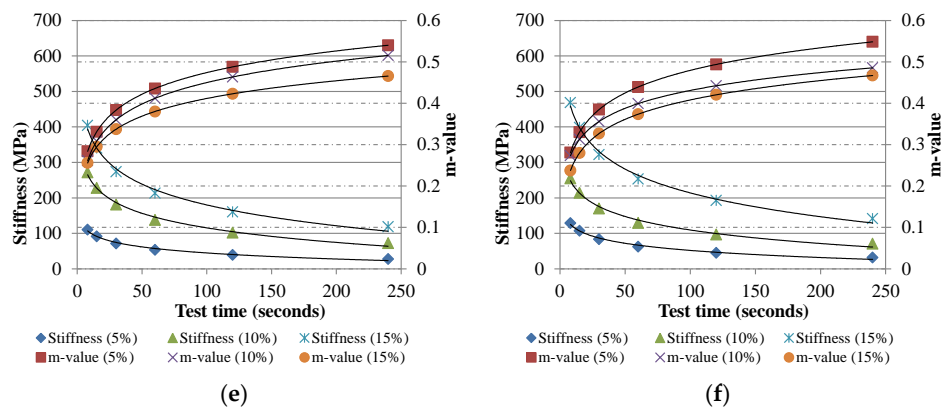 700
600
500
400
300
200
100
0
Stiffness (MPa)
0.6
0.5
0.4
0.3
0.2
0.1
0
m-value
0 50 100 150 200 250
Test time (seconds)
Stiffness (5%) Stiffness (10%) Stiffness (15%)
m-value (5%) m-value (10%) m-value (15%)
(e)
700
600
500
400
300
200
100
0
Stiffness (MPa)
0.6
0.5
0.4
0.3
0.2
0.1
0
m-value
0 50 100 150 200 250
Test time (seconds)
Stiffness (5%) Stiffness (10%) Stiffness (15%)
m-value (5%) m-value (10%) m-value (15%)
(f)